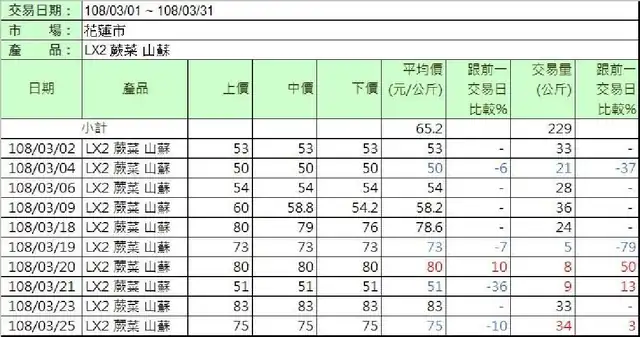 交易日期： 108/03/01 ~ 108/03/31
市 場： 花蓮市
產 品： LX2 蕨菜 山蘇
日期 產品 上價 中價 下價 平均價(元/公斤) 跟前一交易日比較% 交易量(公斤) 跟前一交易日比較%
小計 65.2 229
108/03/02 LX2 蕨菜 山蘇 53 53 53 53 - 33 -
108/03/04 LX2 蕨菜 山蘇 50 50 50 50 -6 21 -37
108/03/06 LX2 蕨菜 山蘇 54 54 54 54 - 28 -
108/03/09 LX2 蕨菜 山蘇 60 58.8 54.2 58.2 - 36 -
108/03/18 LX2 蕨菜 山蘇 80 79 76 78.6 - 24 -
108/03/19 LX2 蕨菜 山蘇 73 73 73 73 -7 5 -79
108/03/20 LX2 蕨菜 山蘇 80 80 80 80 10 8 50
108/03/21 LX2 蕨菜 山蘇 51 51 51 51 -36 9 13
108/03/23 LX2 蕨菜 山蘇 83 83 83 83 - 33 -
108/03/25 LX2 蕨菜 山蘇 75 75 75 75 -10 34 3